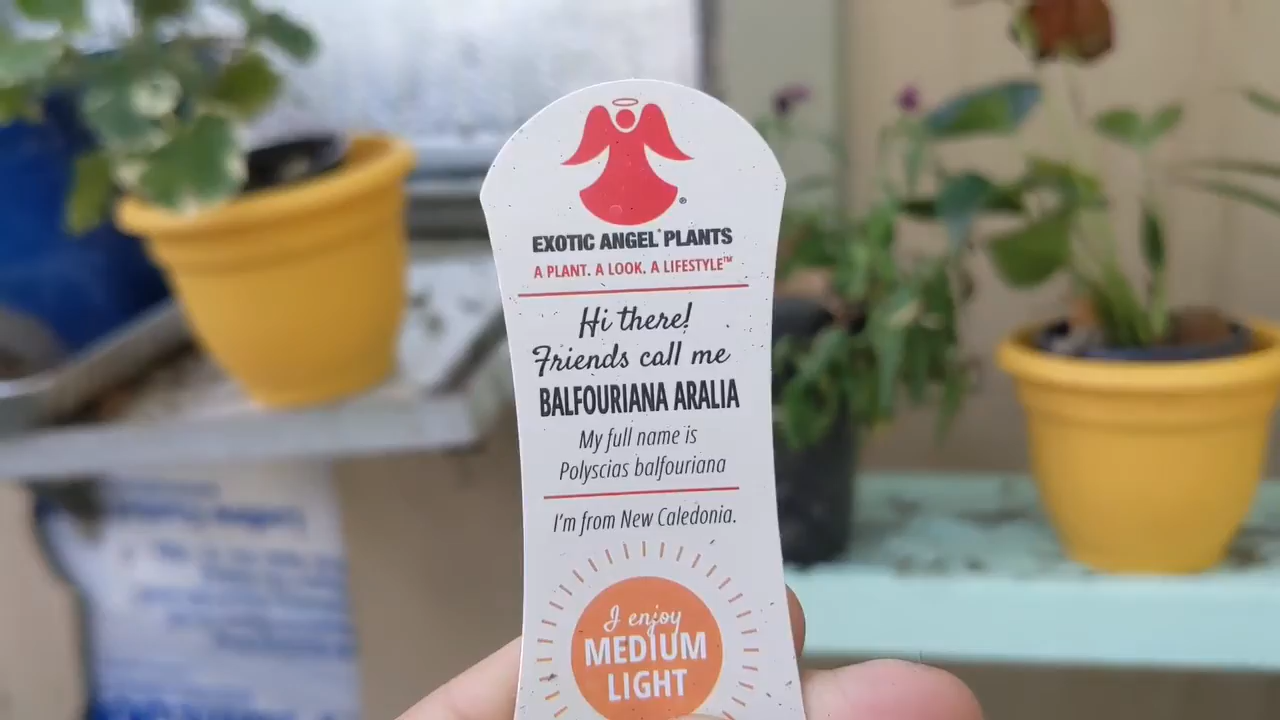 EXOTIC ANGEL® PLANTS
A PLANT. A LOOK. A LIFESTYLE™
Hi there!
Friends call me
BALFOURIANA ARALIA
My full name is
Polyscias balfouriana
I'm from New Caledonia.
I enjoy
MEDIUM
LIGHT